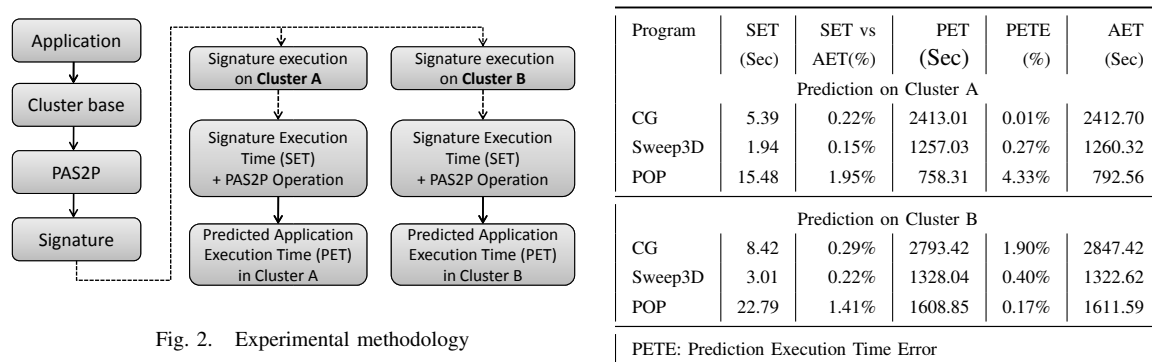 Application
Cluster base
PAS2P
Signature
Signature execution
on Cluster A
Signature Execution
Time (SET)
+ PAS2P Operation
Predicted Application
Execution Time (PET)
in Cluster A
Signature execution
on Cluster B
Signature Execution
Time (SET)
+ PAS2P Operation
Predicted Application
Execution Time (PET)
in Cluster B
Fig. 2. Experimental methodology
Program SET SET vs PET PETE AET
(Sec) AET(%) (Sec) (%) (Sec)
Prediction on Cluster A
CG 5.39 0.22% 2413.01 0.01% 2412.70
Sweep3D 1.94 0.15% 1257.03 0.27% 1260.32
POP 15.48 1.95% 758.31 4.33% 792.56
Prediction on Cluster B
CG 8.42 0.29% 2793.42 1.90% 2847.42
Sweep3D 3.01 0.22% 1328.04 0.40% 1322.62
POP 22.79 1.41% 1608.85 0.17% 1611.59
PETE: Prediction Execution Time Error